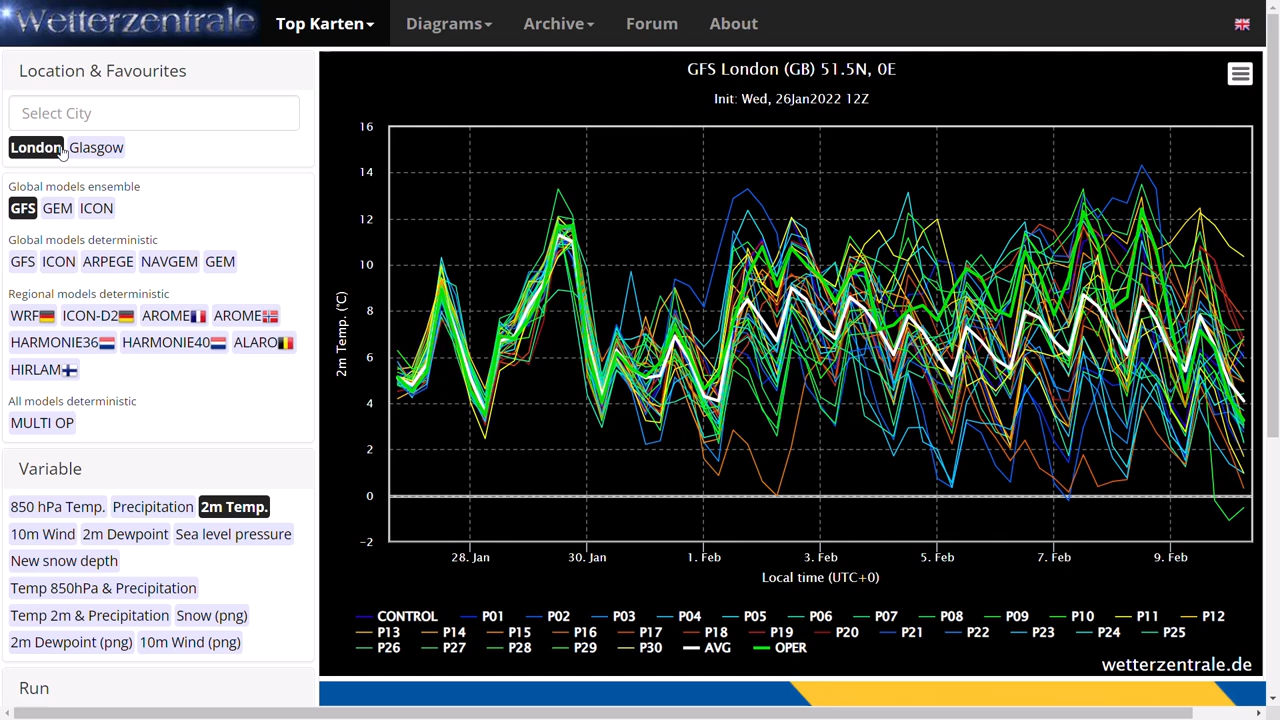 Wetterzentrale
Top Karten Diagrams Archive Forum About
Location & Favourites
Select City
London Glasgow
Global models ensemble
GFS GEM ICON
Global models deterministic
GFS ICON ARPEGE NAVGEM GEM
Regional models deterministic
WRF ICON-D2 AROME AROME
HARMONIE36 HARMONIE40 ALARO
HIRLAM
All models deterministic
MULTI OP
Variable
850 hPa Temp. Precipitation 2m Temp.
10m Wind 2m Dewpoint Sea level pressure
New snow depth
Temp 850hPa & Precipitation
Temp 2m & Precipitation Snow (png)
2m Dewpoint (png) 10m Wind (png)
Run
GFS London (GB) 51.5N, 0E
Init: Wed, 26Jan2022 12Z
2m Temp. (°C)
16
14
12
10
8
6
4
2
0
-2
28. Jan 30. Jan 1. Feb 3. Feb 5. Feb 7. Feb 9. Feb
Local time (UTC+0)
CONTROL P01 P02 P03 P04 P05 P06 P07 P08 P09 P10 P11 P12
P13 P14 P15 P16 P17 P18 P19 P20 P21 P22 P23 P24 P25
P26 P27 P28 P29 P30 AVG OPER
wetterzentrale.de